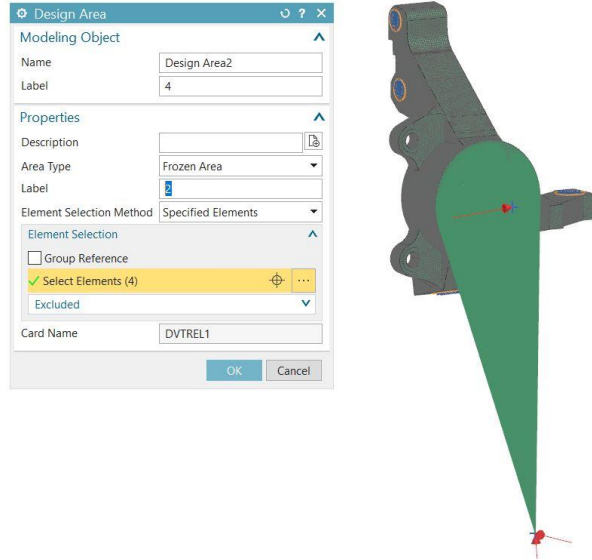 Design Area
Modeling Object
Name Design Area2
Label 4
Properties
Description
Area Type Frozen Area
Label 2
Element Selection Method Specified Elements
Element Selection
Group Reference
Select Elements (4)
Excluded
Card Name DVTREL1
OK Cancel